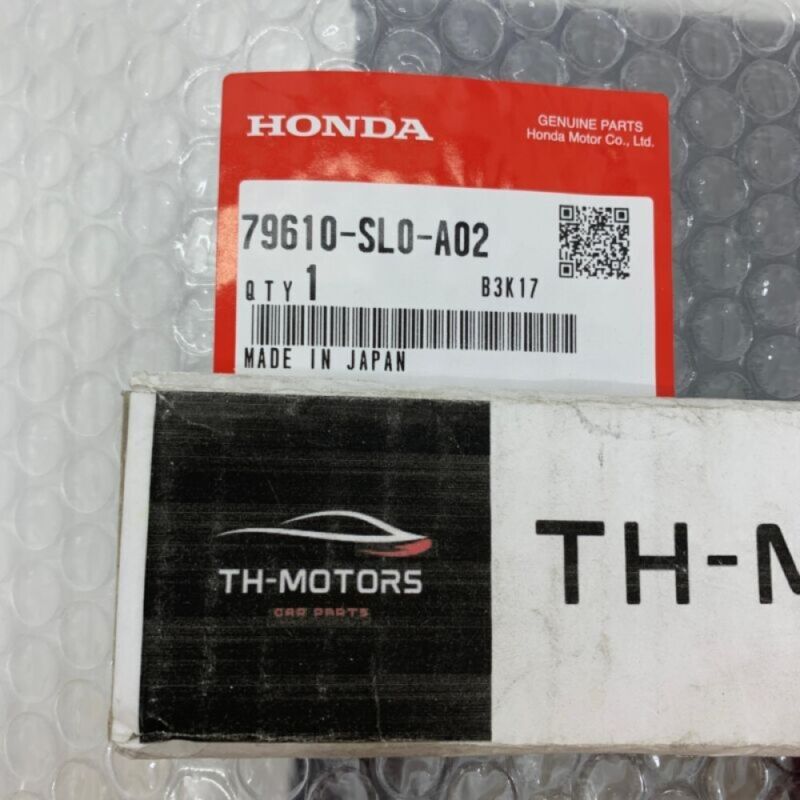 HONDA
GENUINE PARTS
Honda Motor Co., Ltd.
79610-SL0-A02
QTY 1 B3K17
MADE IN JAPAN
TH-MOTORS
CAR PARTS
TH-M